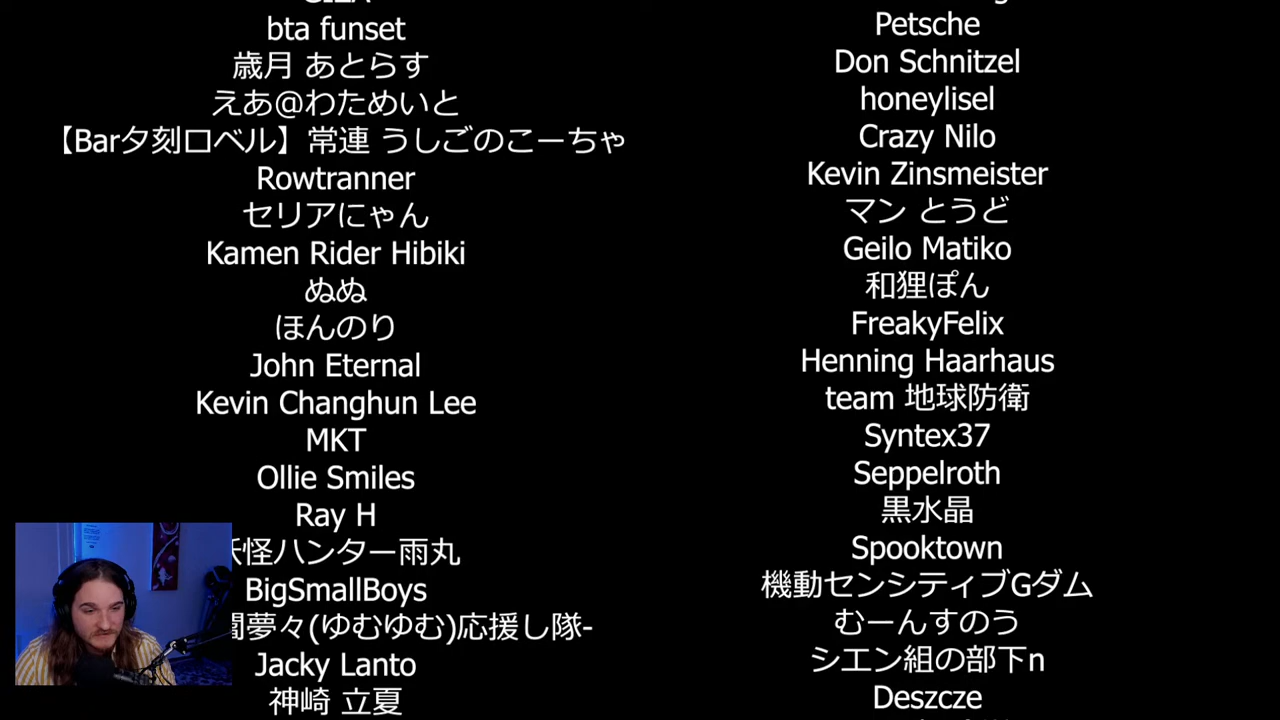 bta funset
歳月 あとらす
えあ@わためいと
【Bar夕刻ロベル】常連 うしごのこーちゃ
Rowtranner
セリアにゃん
Kamen Rider Hibiki
ぬぬ
ほんのり
John Eternal
Kevin Changhun Lee
MKT
Ollie Smiles
Ray H
怪ハンター雨丸
BigSmallBoys
夢々(ゆむゆむ)応援し隊-
Jacky Lanto
神崎 立夏
Petsche
Don Schnitzel
honeylisel
Crazy Nilo
Kevin Zinsmeister
マン とうど
Geilo Matiko
和狸ぽん
FreakyFelix
Henning Haarhaus
team 地球防衛
Syntex37
Seppelroth
黒水晶
Spooktown
機動センシティブGダム
むーんすのう
シエン組の部下n
Deszcze